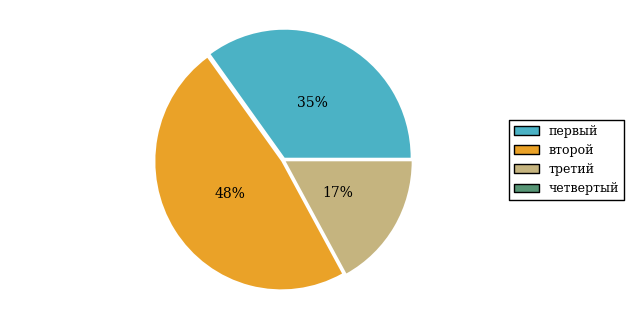 35%
48%
17%
первый
второй
третий
четвертый